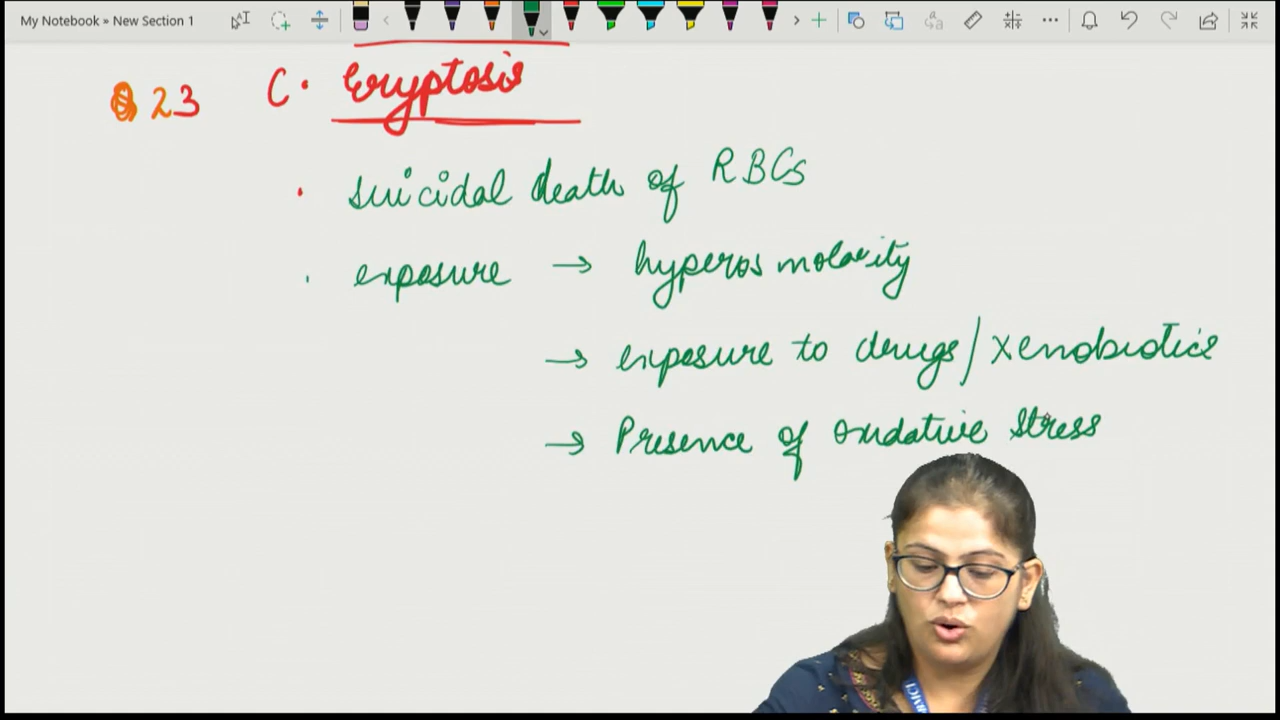 My Notebook » New Section 1
Q 23 C. Eryptosis
• suicidal death of RBCs
• exposure → hyperosmolarity
→ exposure to drugs/xenobiotics
→ Presence of oxidative stress